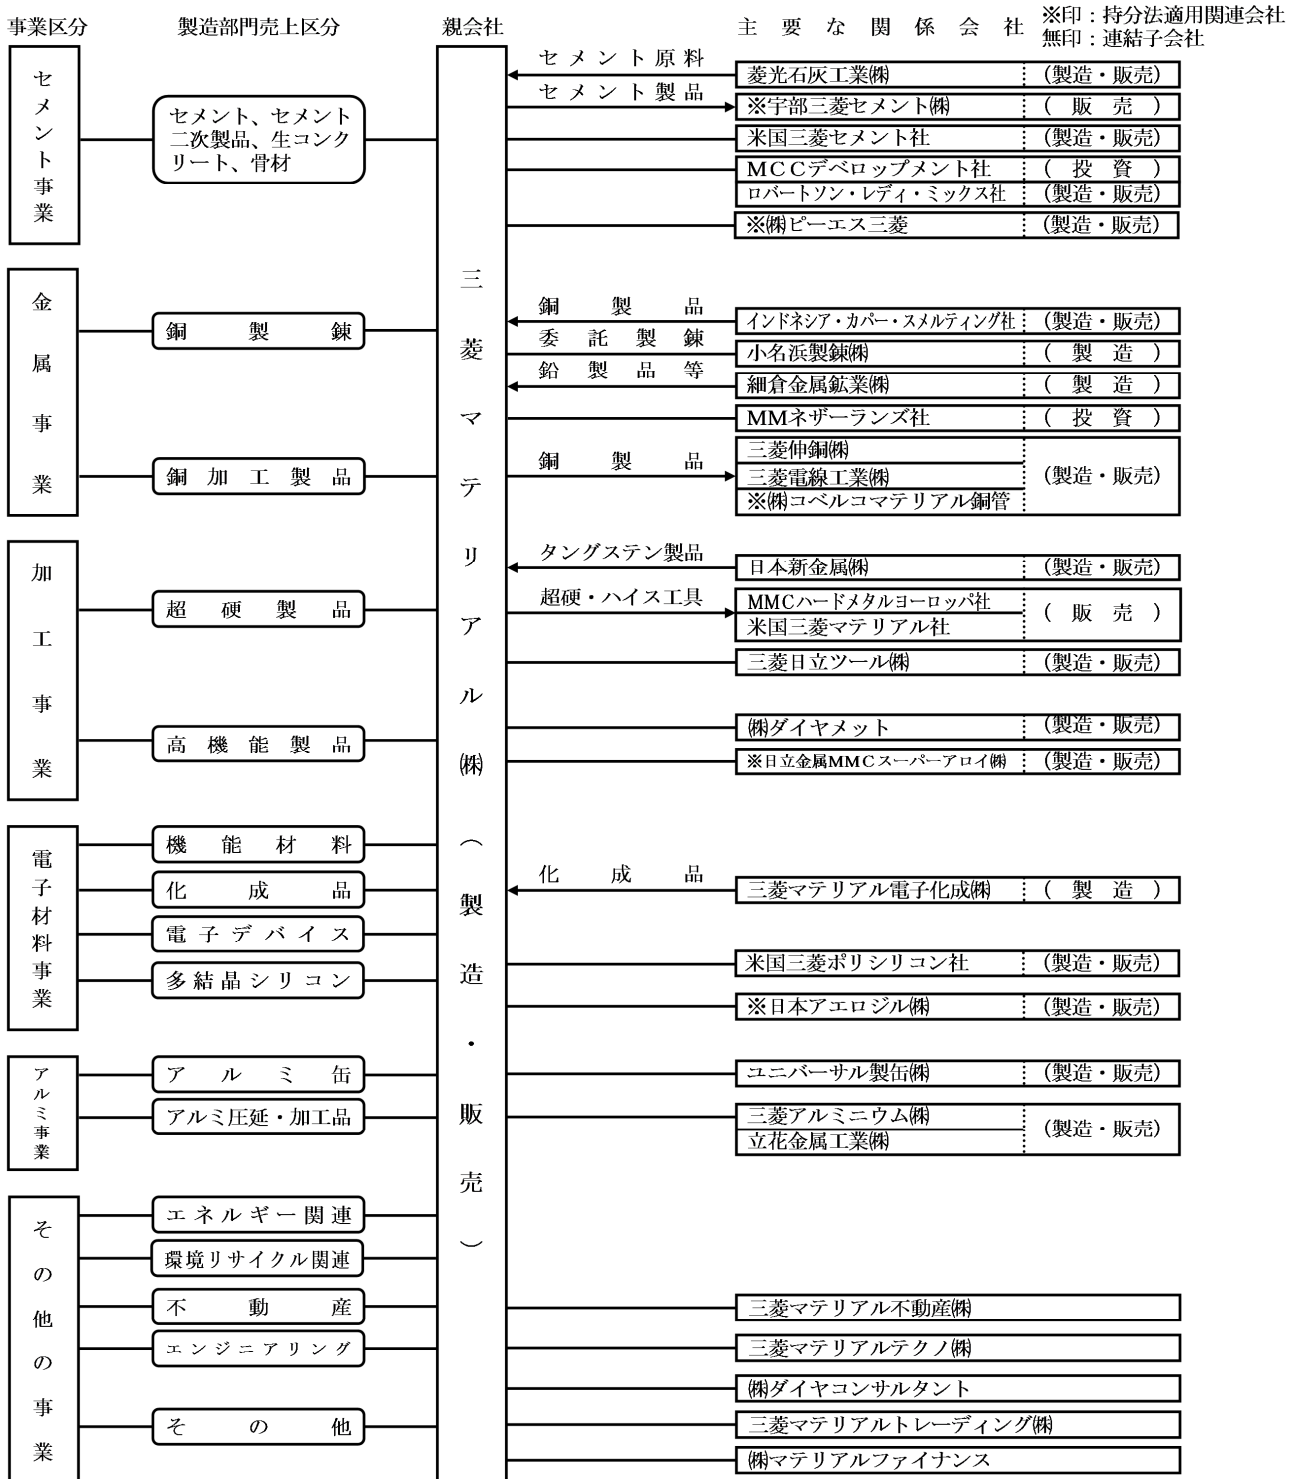 事業区分
製造部門売上区分
親会社
主要な関係会社
※印：持分法適用関連会社
無印：連結子会社
セメント事業
セメント、セメント
二次製品、生コンク
リート、骨材
セメント原料
菱光石灰工業㈱
(製造・販売)
セメント製品
※宇部三菱セメント㈱
(販売)
米国三菱セメント社
(製造・販売)
MCCデベロップメント社
(投資)
ロバートソン・レディ・ミックス社
(製造・販売)
※㈱ピーエス三菱
(製造・販売)
三菱マテリアル㈱（製造・販売）
金属事業
銅製錬
銅製品
インドネシア・カパー・スメルティング社
(製造・販売)
委託製錬
小名浜製錬㈱
(製造)
鉛製品等
細倉金属鉱業㈱
(製造)
MMネザーランズ社
(投資)
銅加工製品
銅製品
三菱伸銅㈱
三菱電線工業㈱
※㈱コベルコマテリアル銅管
(製造・販売)
加工事業
超硬製品
タングステン製品
日本新金属㈱
(製造・販売)
超硬・ハイス工具
MMCハードメタルヨーロッパ社
米国三菱マテリアル社
(販売)
三菱日立ツール㈱
(製造・販売)
高機能製品
㈱ダイヤメット
(製造・販売)
※日立金属MMCスーパーアロイ㈱
(製造・販売)
電子材料事業
機能材料
化成品
電子デバイス
多結晶シリコン
化成品
三菱マテリアル電子化成㈱
(製造)
米国三菱ポリシリコン社
(製造・販売)
※日本アエロジル㈱
(製造・販売)
アルミ事業
アルミ缶
ユニバーサル製缶㈱
(製造・販売)
アルミ圧延・加工品
三菱アルミニウム㈱
立花金属工業㈱
(製造・販売)
その他の事業
エネルギー関連
環境リサイクル関連
不動産
エンジニアリング
その他
三菱マテリアル不動産㈱
三菱マテリアルテクノ㈱
㈱ダイヤコンサルタント
三菱マテリアルトレーディング㈱
㈱マテリアルファイナンス